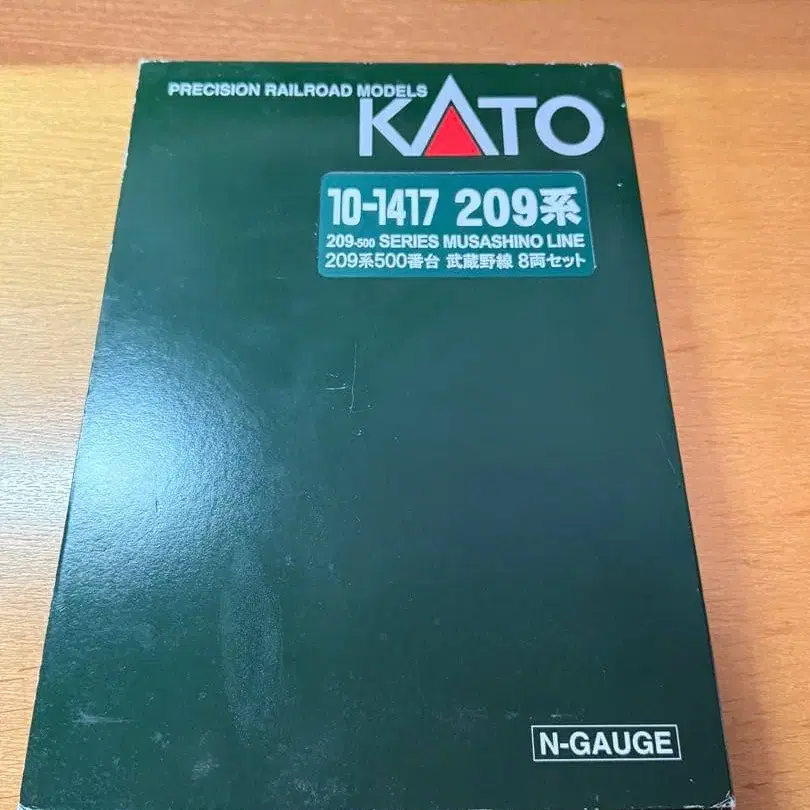 PRECISION RAILROAD MODELS
KATO
10-1417 209系
209-500 SERIES MUSASHINO LINE
209系500番台 武蔵野線 8両セット
N-GAUGE